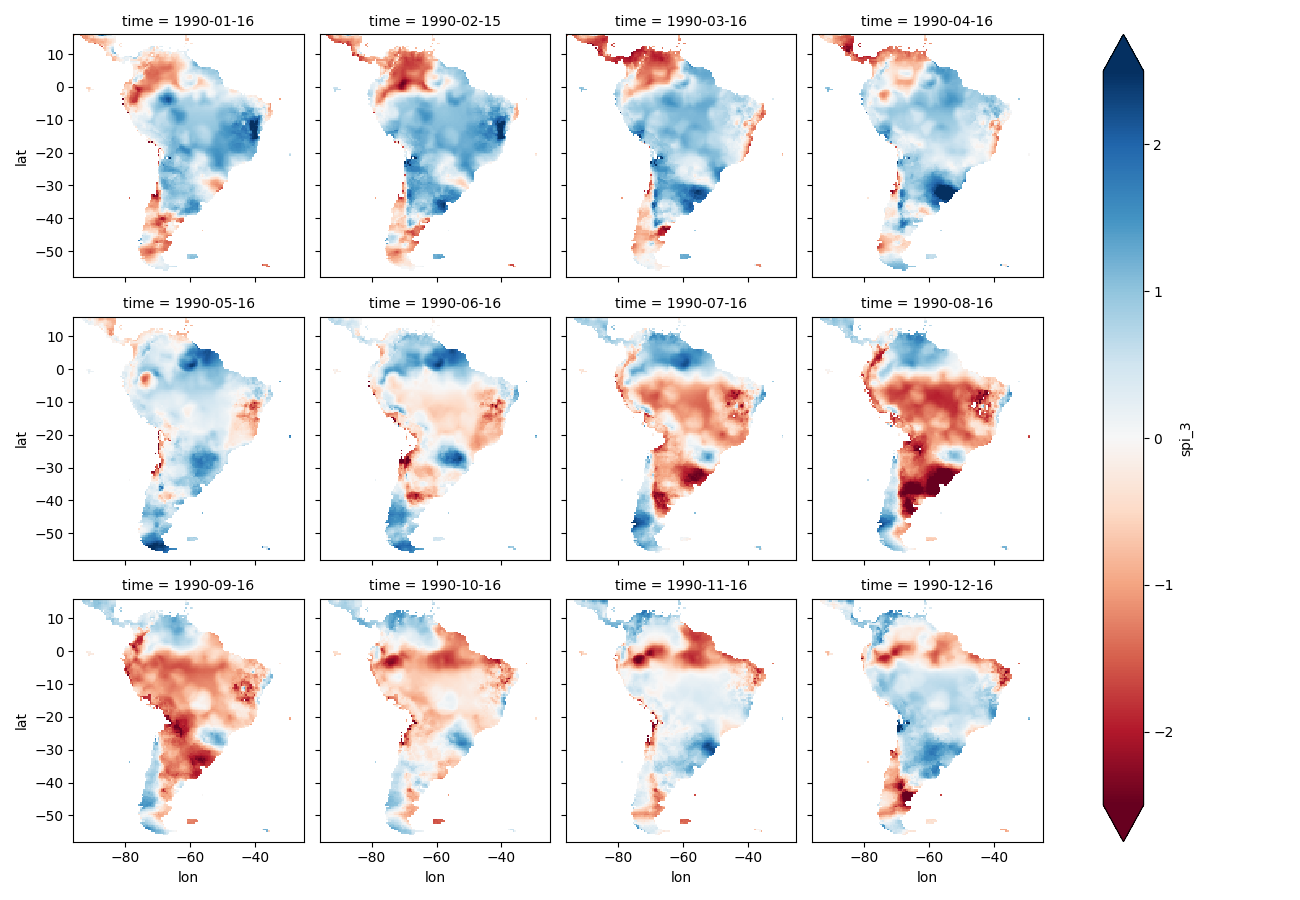 time = 1990-01-16
time = 1990-02-15
time = 1990-03-16
time = 1990-04-16
10
0
−10
−20
−30
−40
−50
lat
time = 1990-05-16
time = 1990-06-16
time = 1990-07-16
time = 1990-08-16
10
0
−10
−20
−30
−40
−50
lat
time = 1990-09-16
time = 1990-10-16
time = 1990-11-16
time = 1990-12-16
10
0
−10
−20
−30
−40
−50
lat
−80
−60
−40
lon
−80
−60
−40
lon
−80
−60
−40
lon
−80
−60
−40
lon
2
1
0
−1
−2
spi_3